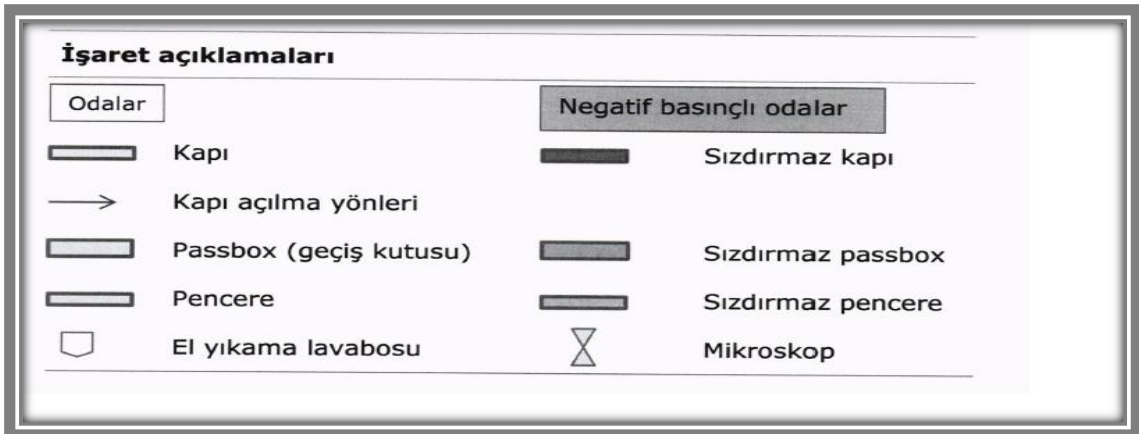 İşaret açıklamaları
Odalar Negatif basınçlı odalar
Kapı Sızdırmaz kapı
Kapı açılma yönleri
Passbox (geçiş kutusu) Sızdırmaz passbox
Pencere Sızdırmaz pencere
El yıkama lavabosu Mikroskop